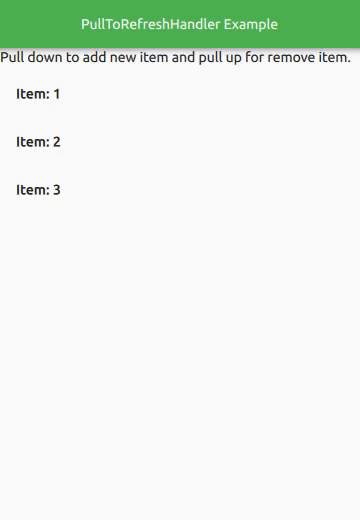 PullToRefreshHandler Example
Pull down to add new item and pull up for remove item.
Item: 1
Item: 2
Item: 3